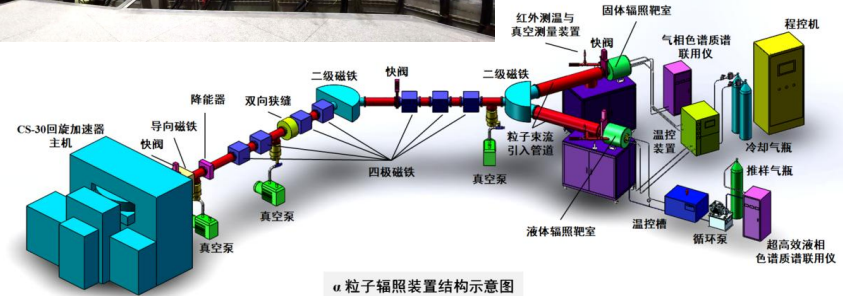 红外测温与
真空测量装置
固体辐照靶室
快阀
气相色谱质谱
联用仪
程控机
二级磁铁
快阀
二级磁铁
降能器
双向狭缝
导向磁铁
CS-30回旋加速器
主机
快阀
四极磁铁
粒子束流
引入管道
快阀
温控
装置
冷却气瓶
真空泵
真空泵
真空泵
推样气瓶
液体辐照靶室
温控槽
循环泵
超高效液相
色谱质谱联用仪
α粒子辐照装置结构示意图